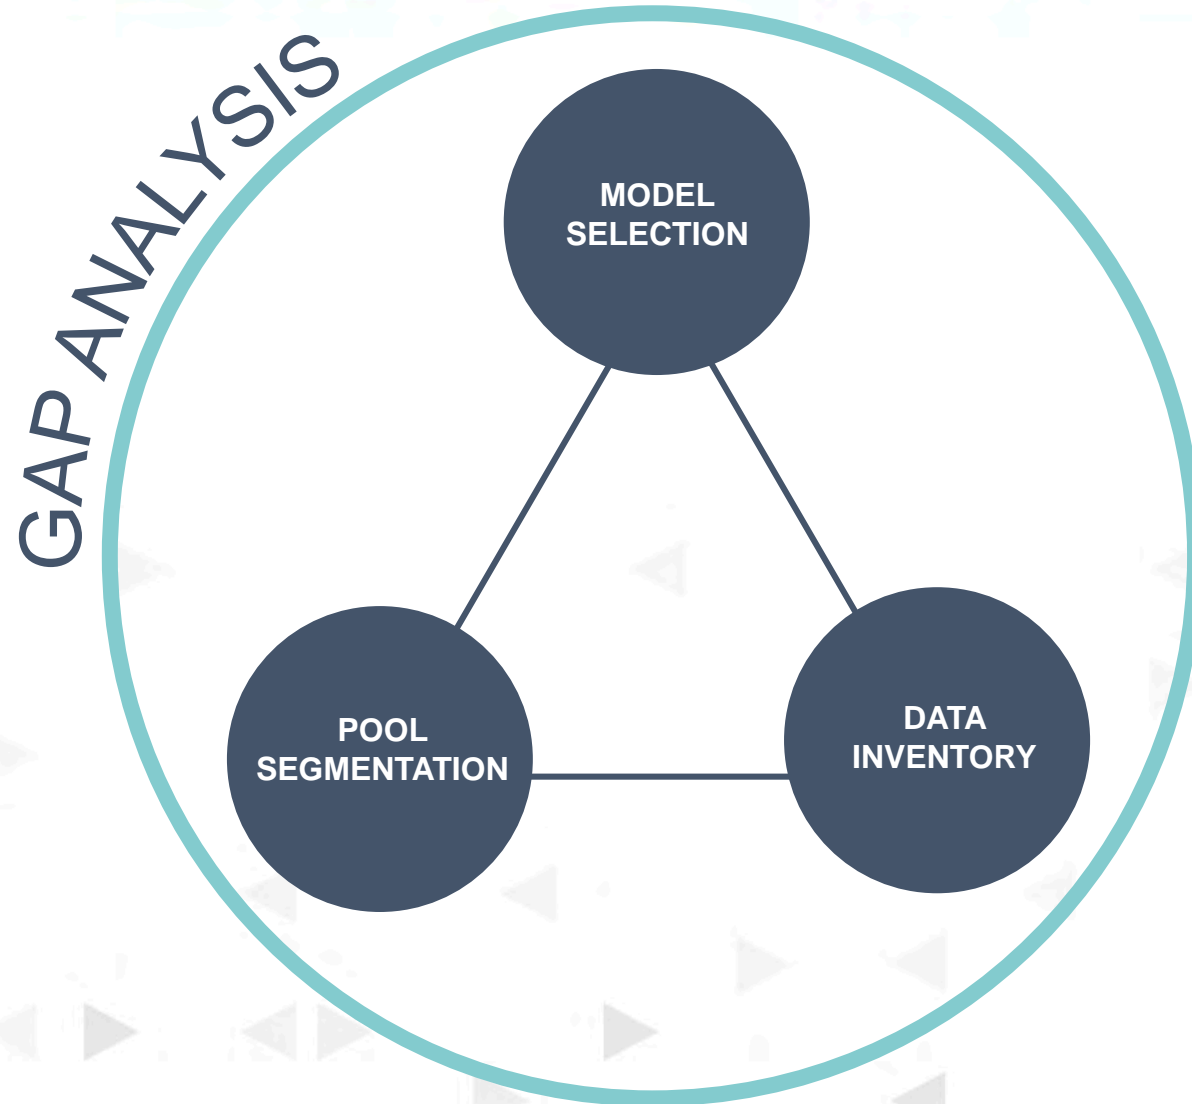 GAP ANALYSIS
MODEL
SELECTION
POOL
SEGMENTATION
DATA
INVENTORY